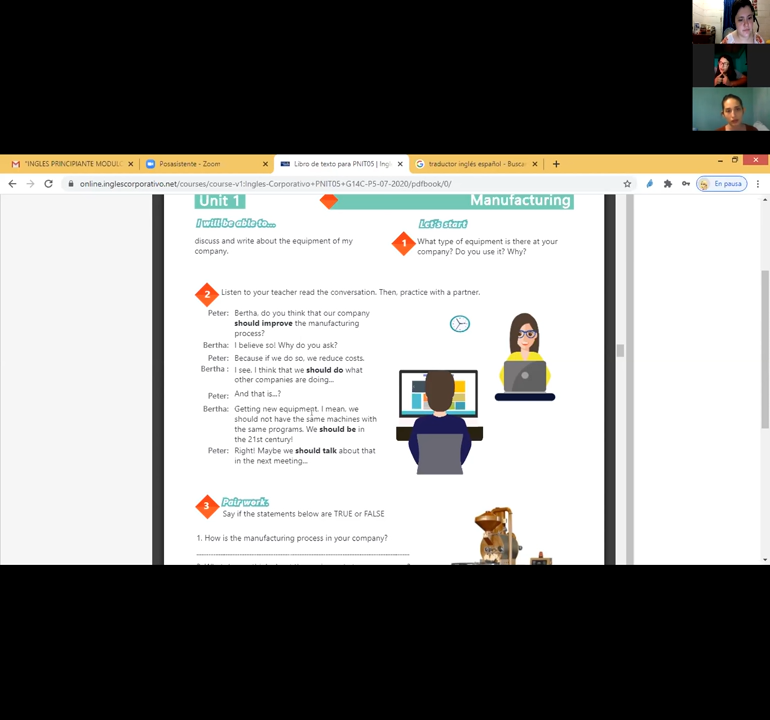 "INGLES PRINCIPIANTE MODULO
Posasistente - Zoom
Libro de texto para PNIT05 | Ingl
traductor inglés español - Busca
online.inglescorporativo.net/courses/course-v1:Ingles-Corporativo+PNIT05+G14C-P5-07-2020/pdfbook/0/
En pausa
Unit 1
Manufacturing
I will be able to...
Let's start
discuss and write about the equipment of my
company.
1
What type of equipment is there at your
company? Do you use it? Why?
2
Listen to your teacher read the conversation. Then, practice with a partner.
Peter: Bertha, do you think that our company
should improve the manufacturing
process?
Bertha: I believe so! Why do you ask?
Peter: Because if we do so, we reduce costs.
Bertha : I see. I think that we should do what
other companies are doing...
Peter: And that is...?
Bertha: Getting new equipment. I mean, we
should not have the same machines with
the same programs. We should be in
the 21st century!
Peter: Right! Maybe we should talk about that
in the next meeting...
3
Pair work:
Say if the statements below are TRUE or FALSE
1. How is the manufacturing process in your company?